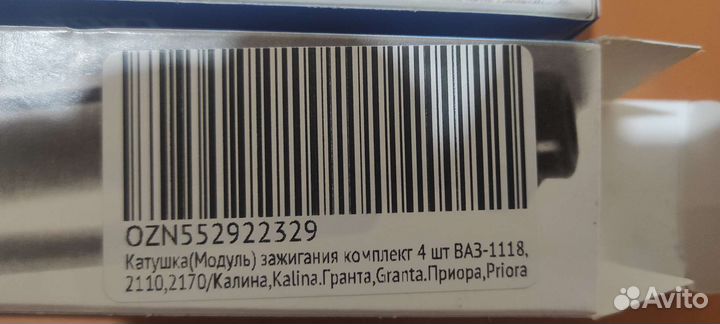 OZN552922329
Катушка(Модуль) зажигания комплект 4 шт ВАЗ-1118,
2110,2170/Калина,Kalina.Гранта,Granta.Приора,Priora
Avito